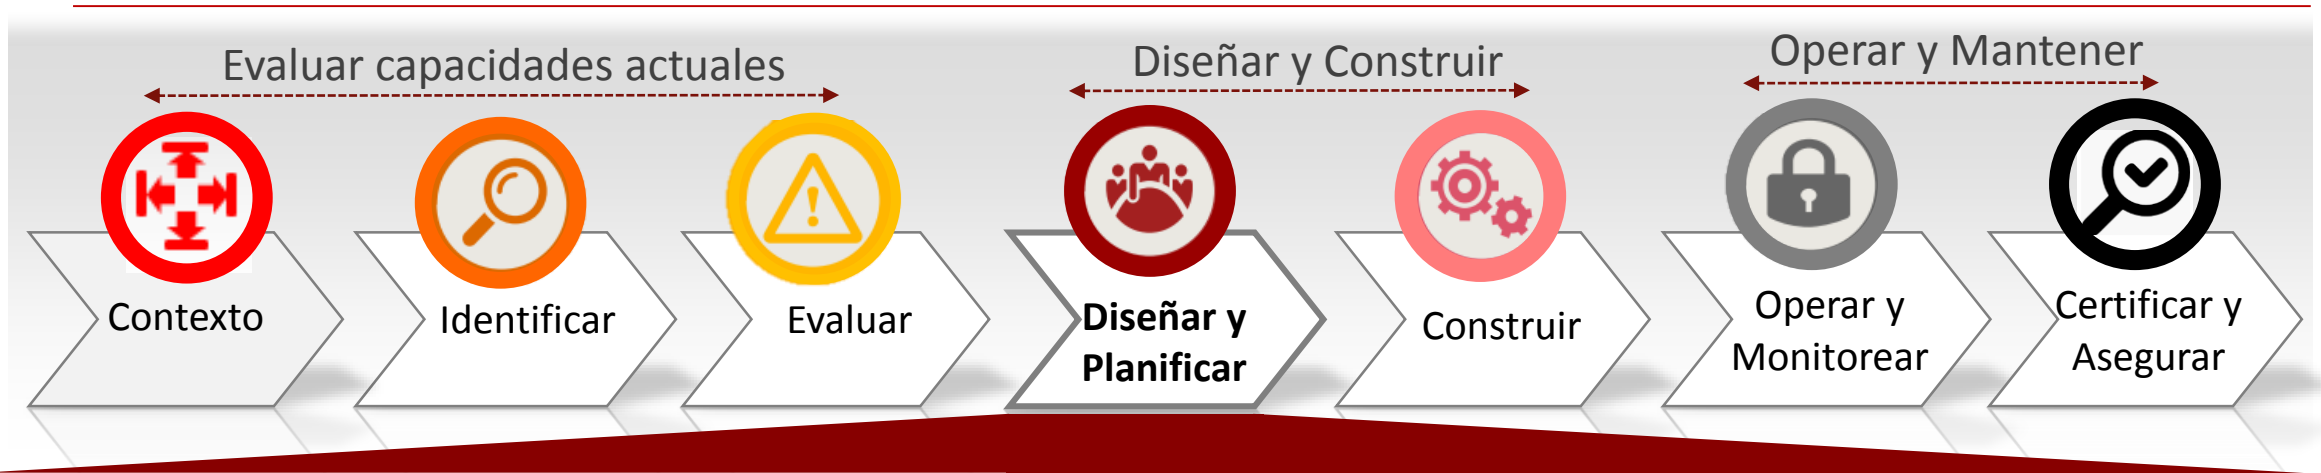 Evaluar capacidades actuales
Diseñar y Construir
Operar y Mantener
Contexto
Identificar
Evaluar
Diseñar y
Planificar
Construir
Operar y
Monitorear
Certificar y
Asegurar